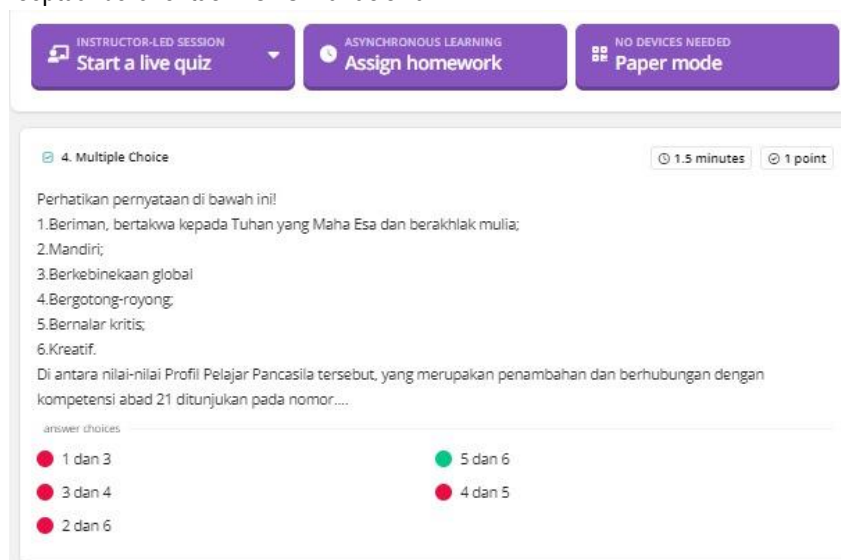 INSTRUCTOR-LED SESSION
Start a live quiz
ASYNCHRONOUS LEARNING
Assign homework
NO DEVICES NEEDED
Paper mode
4. Multiple Choice
1.5 minutes
1 point
Perhatikan pernyataan di bawah ini!
1.Beriman, bertakwa kepada Tuhan yang Maha Esa dan berakhlak mulia;
2.Mandiri;
3.Berkebinekaan global
4.Bergotong-royong;
5.Bernalar kritis;
6.Kreatif.
Di antara nilai-nilai Profil Pelajar Pancasila tersebut, yang merupakan penambahan dan berhubungan dengan
kompetensi abad 21 ditunjukan pada nomor....
answer choices
1 dan 3
5 dan 6
3 dan 4
4 dan 5
2 dan 6